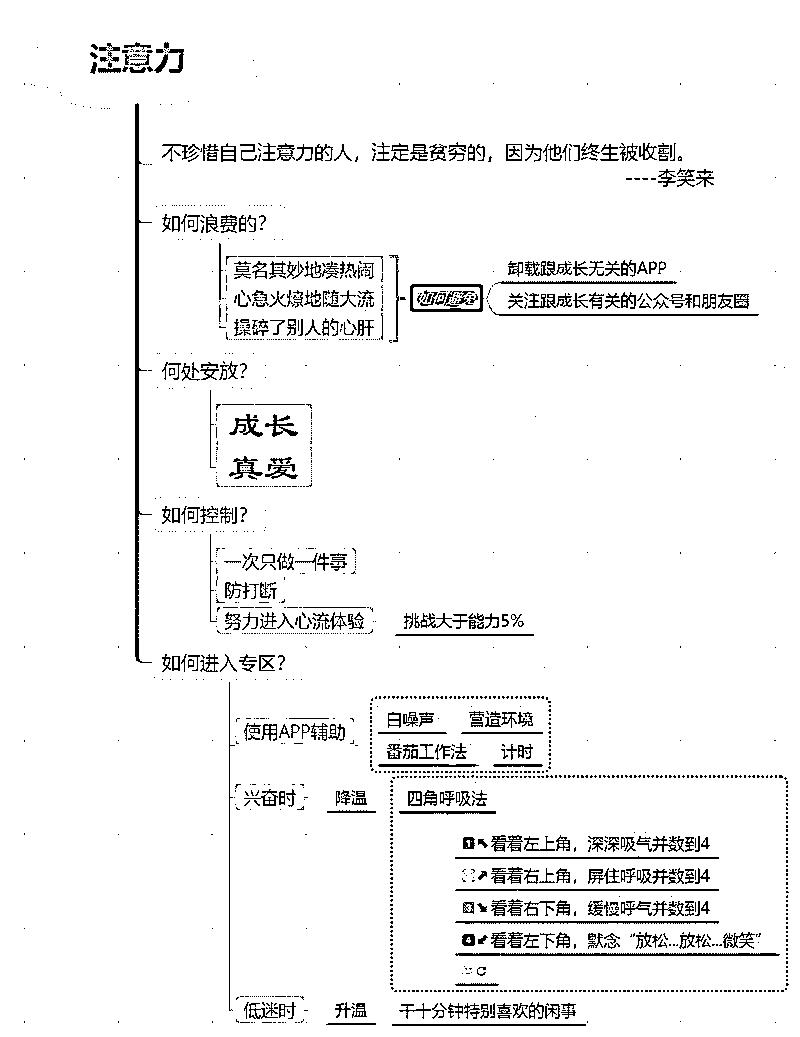 注意力
不珍惜自己注意力的人，注定是贫穷的，因为他们终生被收割。
----李笑来
如何浪费的？
莫名其妙地凑热闹
心急火燎地随大流
操碎了别人的心肝
如何避免
卸载跟成长无关的APP
关注跟成长有关的公众号和朋友圈
何处安放？
成长
真爱
如何控制？
一次只做一件事
防打断
努力进入心流体验
挑战大于能力5%
如何进入专区？
使用APP辅助
白噪声 营造环境
番茄工作法 计时
兴奋时 降温 四角呼吸法
1 看着左上角，深深吸气并数到4
看着右上角，屏住呼吸并数到4
看着右下角，缓慢呼气并数到4
4 看着左下角，默念“放松...放松...微笑”
低迷时 升温 干十分钟特别喜欢的闲事